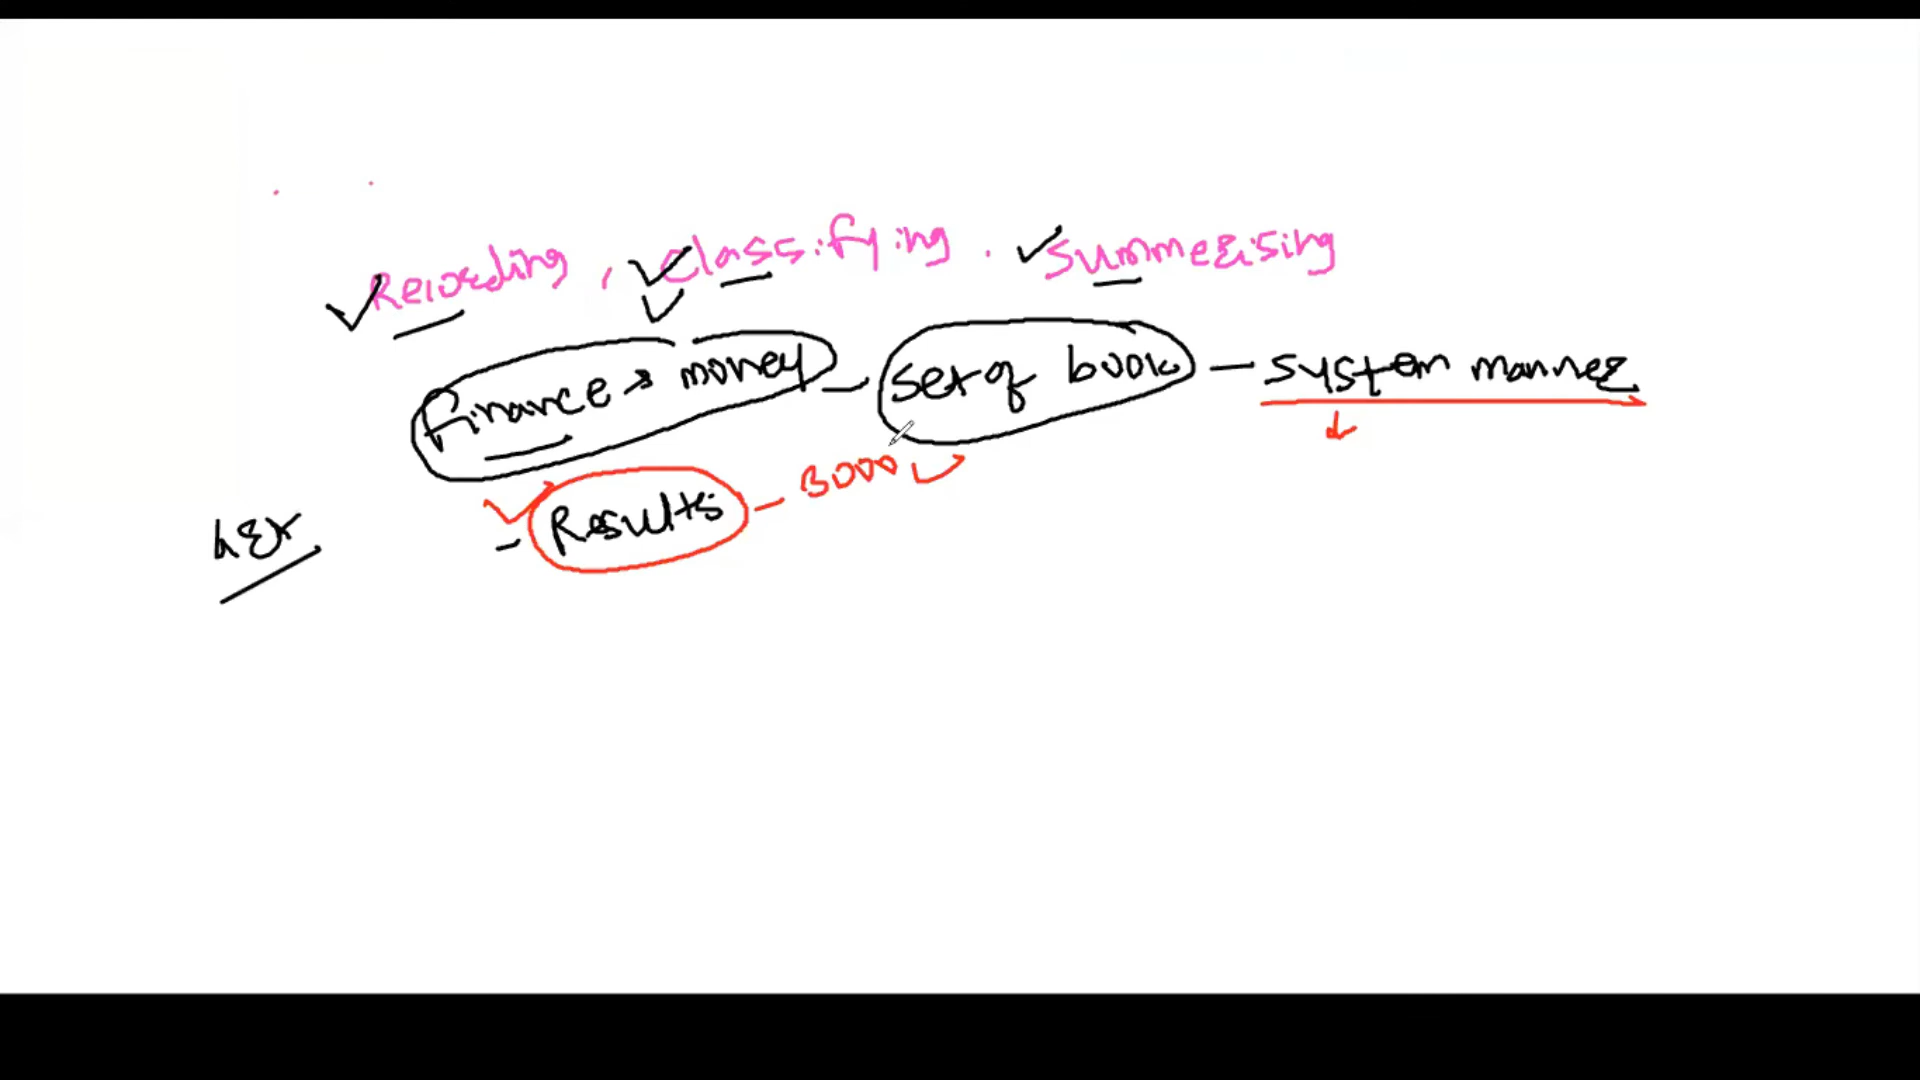 Recording, Classifying. Summerising
finance → money - set of book - system manner
- Results - 3000